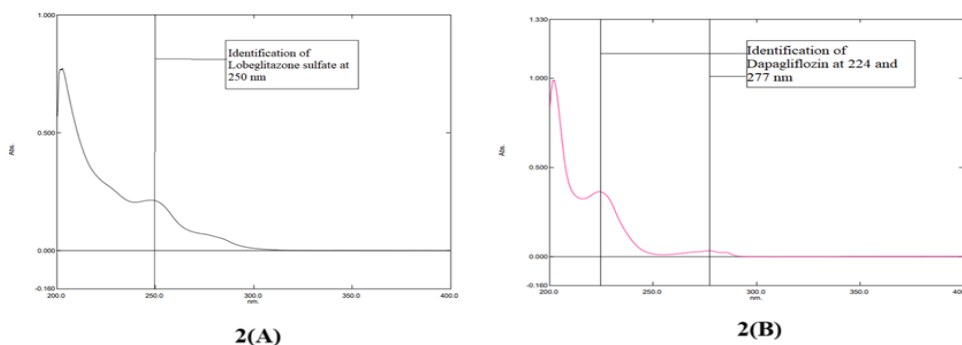 1.000
Identification of
Lobeglitazone sulfate at
250 nm
0.500
Abs.
0.000
-0.160
200.0 250.0 300.0 350.0 400.0
nm.
2(A)
1.330
Identification of
Dapagliflozin at 224 and
277 nm
1.000
Abs.
0.500
0.000
-0.160
200.0 250.0 300.0 350.0 400
nm.
2(B)